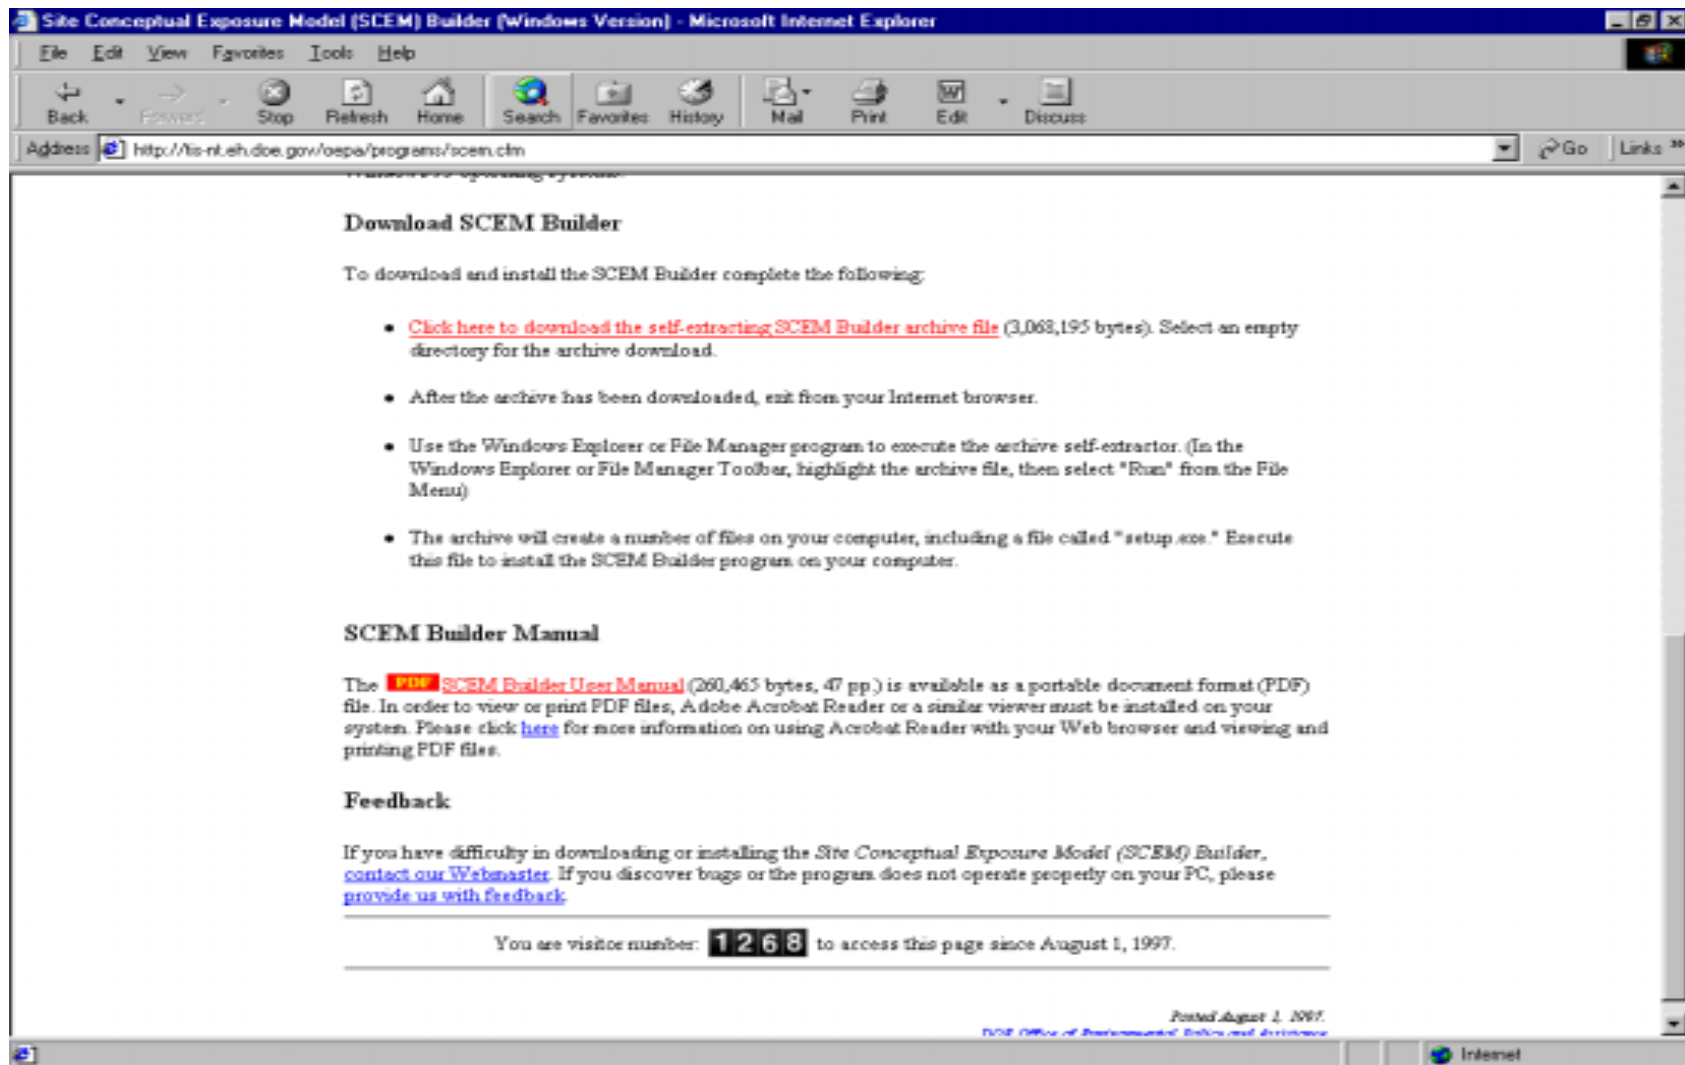 Site Conceptual Exposure Model (SCEM) Builder (Windows Version) - Microsoft Internet Explorer
File Edit View Favorites Tools Help
Back Forward Stop Refresh Home Search Favorites History Mail Print Edit Discuss
Address http://tis-nt.eh.doe.gov/oepa/programs/scem.cfm Go Links »
Download SCEM Builder
To download and install the SCEM Builder complete the following:
• Click here to download the self-extracting SCEM Builder archive file (3,068,195 bytes). Select an empty
directory for the archive download.
• After the archive has been downloaded, exit from your Internet browser.
• Use the Windows Explorer or File Manager program to execute the archive self-extractor. (In the
Windows Explorer or File Manager Toolbar, highlight the archive file, then select "Run" from the File
Menu)
• The archive will create a number of files on your computer, including a file called "setup.exe." Execute
this file to install the SCEM Builder program on your computer.
SCEM Builder Manual
The PDF SCEM Builder User Manual (260,465 bytes, 47 pp.) is available as a portable document format (PDF)
file. In order to view or print PDF files, Adobe Acrobat Reader or a similar viewer must be installed on your
system. Please click here for more information on using Acrobat Reader with your Web browser and viewing and
printing PDF files.
Feedback
If you have difficulty in downloading or installing the Site Conceptual Exposure Model (SCEM) Builder,
contact our Webmaster. If you discover bugs or the program does not operate properly on your PC, please
provide us with feedback.
You are visitor number: 1268 to access this page since August 1, 1997.
Posted August 1, 1997.
DOE Office of Environmental Policy and Assistance
Internet